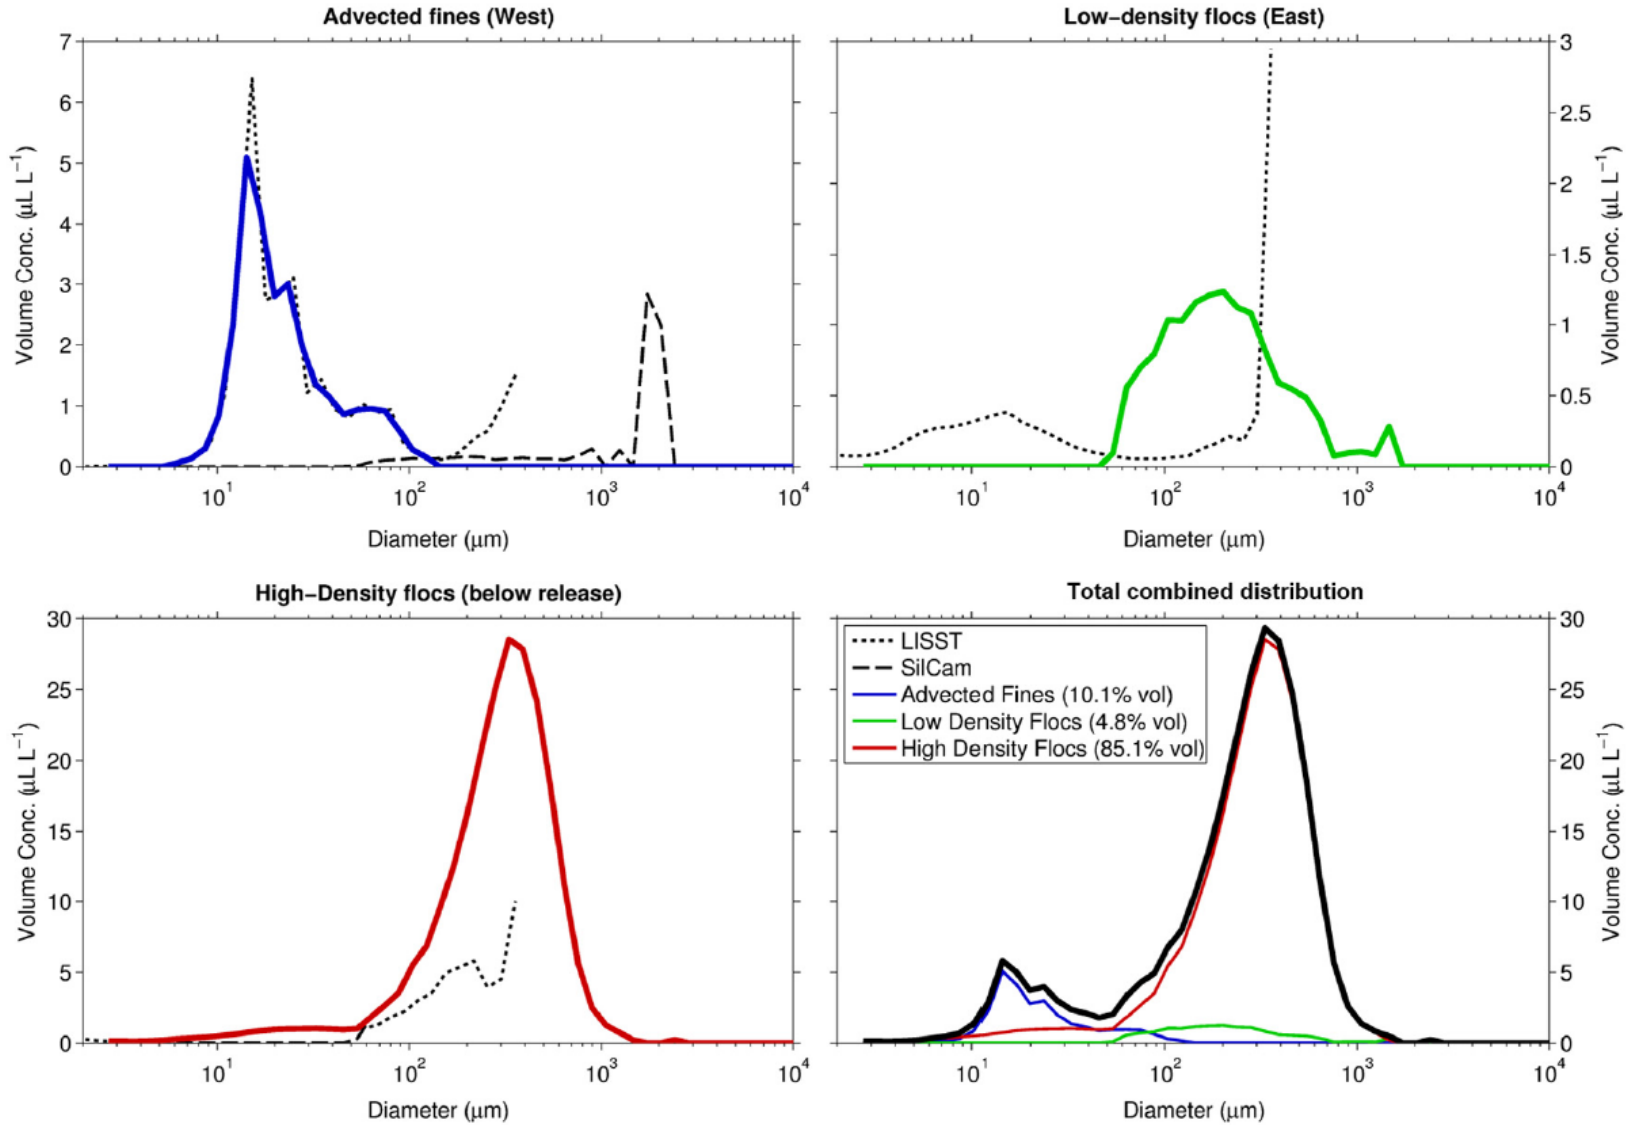 Advected fines (West)
7
6
5
4
3
2
1
0
Volume Conc. (μL L⁻¹)
10¹
10²
10³
10⁴
Diameter (μm)
Low−density flocs (East)
3
2.5
2
1.5
1
0.5
0
Volume Conc. (μL L⁻¹)
10¹
10²
10³
10⁴
Diameter (μm)
High−Density flocs (below release)
30
25
20
15
10
5
0
Volume Conc. (μL L⁻¹)
10¹
10²
10³
10⁴
Diameter (μm)
Total combined distribution
LISST
SilCam
Advected Fines (10.1% vol)
Low Density Flocs (4.8% vol)
High Density Flocs (85.1% vol)
30
25
20
15
10
5
0
Volume Conc. (μL L⁻¹)
10¹
10²
10³
10⁴
Diameter (μm)